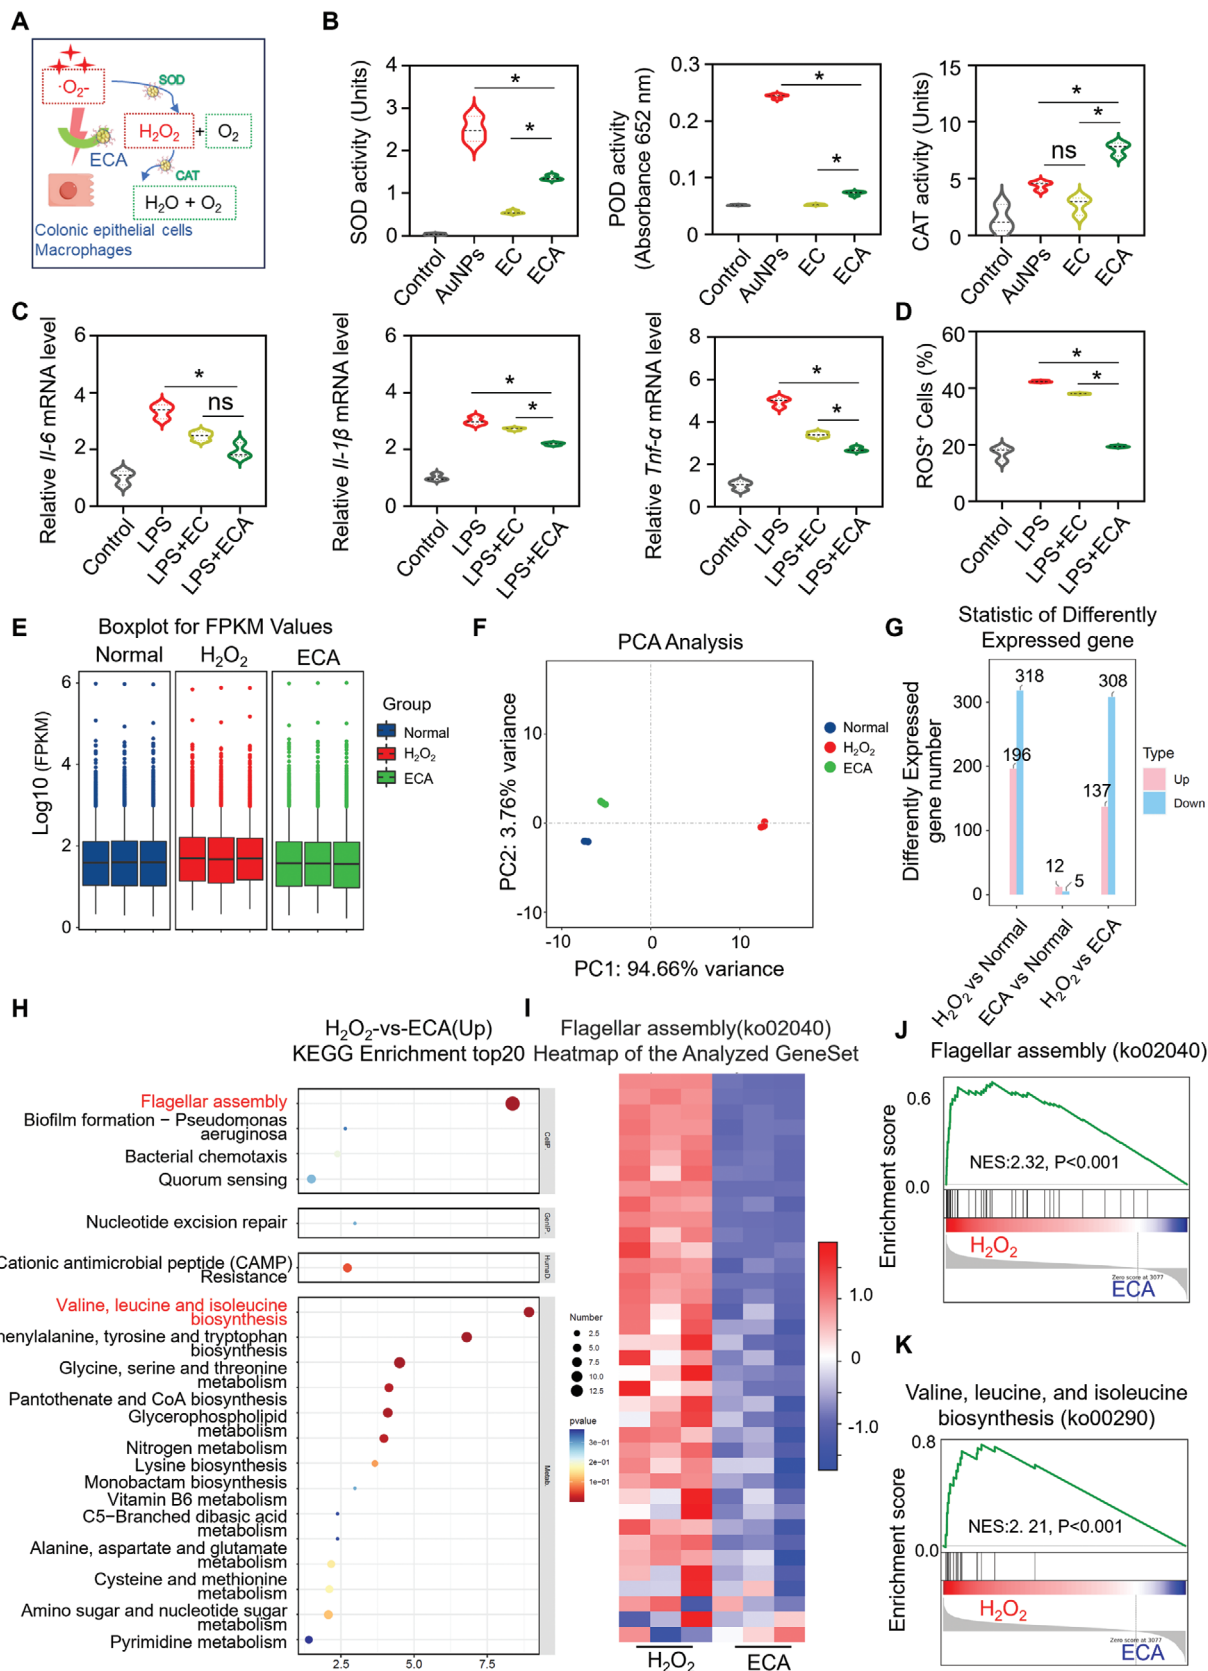 A
·O₂-
SOD
H₂O₂ + O₂
ECA
CAT
H₂O + O₂
Colonic epithelial cells
Macrophages
B
SOD activity (Units)
4
3
2
1
0
*
*
Control
AuNPs
EC
ECA
POD activity
(Absorbance 652 nm)
0.3
0.2
0.1
0
*
*
Control
AuNPs
EC
ECA
CAT activity (Units)
15
10
5
0
*
*
ns
Control
AuNPs
EC
ECA
C
Relative Il-6 mRNA level
6
4
2
0
*
ns
Control
LPS
LPS+EC
LPS+ECA
Relative Il-1β mRNA level
6
4
2
0
*
*
Control
LPS
LPS+EC
LPS+ECA
Relative Tnf-α mRNA level
8
6
4
2
0
*
*
Control
LPS
LPS+EC
LPS+ECA
D
ROS⁺ Cells (%)
60
40
20
0
*
*
Control
LPS
LPS+EC
LPS+ECA
E
Boxplot for FPKM Values
Normal
H₂O₂
ECA
Log10 (FPKM)
6
4
2
0
Group
Normal
H₂O₂
ECA
F
PCA Analysis
PC2: 3.76% variance
10
0
-10
-10
0
10
PC1: 94.66% variance
Normal
H₂O₂
ECA
G
Statistic of Differently
Expressed gene
Differently Expressed
gene number
300
200
100
0
318
196
12
5
308
137
Type
Up
Down
H₂O₂ vs Normal
ECA vs Normal
H₂O₂ vs ECA
H
H₂O₂-vs-ECA(Up)
KEGG Enrichment top20
Flagellar assembly
Biofilm formation − Pseudomonas
aeruginosa
Bacterial chemotaxis
Quorum sensing
Nucleotide excision repair
Cationic antimicrobial peptide (CAMP)
Resistance
Valine, leucine and isoleucine
biosynthesis
henylalanine, tyrosine and tryptophan
biosynthesis
Glycine, serine and threonine
metabolism
Pantothenate and CoA biosynthesis
Glycerophospholipid
metabolism
Nitrogen metabolism
Lysine biosynthesis
Monobactam biosynthesis
Vitamin B6 metabolism
C5−Branched dibasic acid
metabolism
Alanine, aspartate and glutamate
metabolism
Cysteine and methionine
metabolism
Amino sugar and nucleotide sugar
metabolism
Pyrimidine metabolism
2.5
5.0
7.5
CellP.
HumaD.
Metab.
Number
2.5
5.0
7.5
10.0
12.5
pvalue
3e−01
2e−01
1e−01
I
Flagellar assembly(ko02040)
Heatmap of the Analyzed GeneSet
1.0
0
-1.0
H₂O₂
ECA
J
Flagellar assembly (ko02040)
Enrichment score
0.6
0.0
NES:2.32, P<0.001
H₂O₂
Zero score at 3077
ECA
K
Valine, leucine, and isoleucine
biosynthesis (ko00290)
Enrichment score
0.8
0.0
NES:2. 21, P<0.001
H₂O₂
Zero score at 3077
ECA